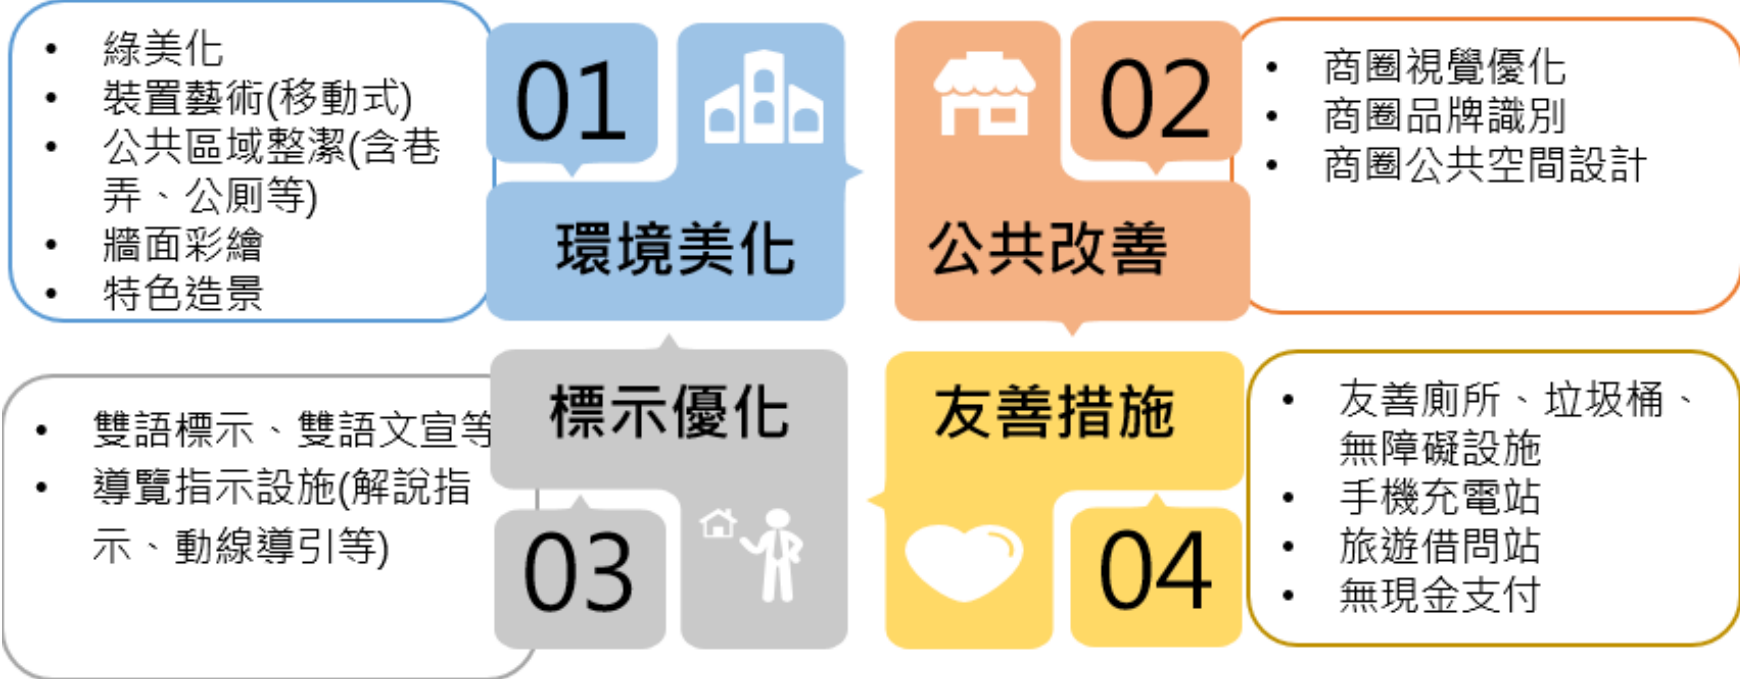 • 綠美化
• 裝置藝術(移動式)
• 公共區域整潔(含巷
弄、公厠等)
• 牆面彩繪
• 特色造景
01
環境美化
02
公共改善
• 商圈視覺優化
• 商圈品牌識別
• 商圈公共空間設計
• 雙語標示、雙語文宣等
• 導覽指示設施(解說指
示、動線導引等)
標示優化
03
友善措施
04
• 友善廁所、垃圾桶、
無障礙設施
• 手機充電站
• 旅遊借問站
• 無現金支付